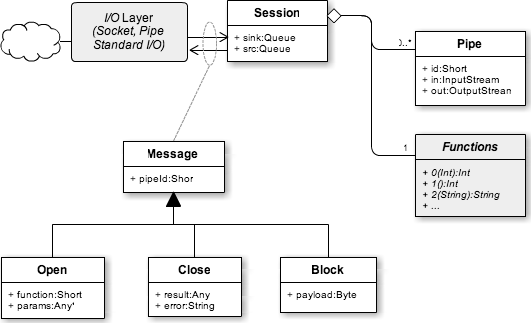 I/O Layer
(Socket, Pipe
Standard I/O)
Session
+ sink:Queue
+ src:Queue
0..*
Pipe
+ id:Short
+ in:InputStream
+ out:OutputStrean
1
Functions
+ 0(Int):Int
+ 1():Int
+ 2(String):String
+ ...
Message
+ pipeId:Shor
Open
+ function:Short
+ params:Any*
Close
+ result:Any
+ error:String
Block
+ payload:Byte